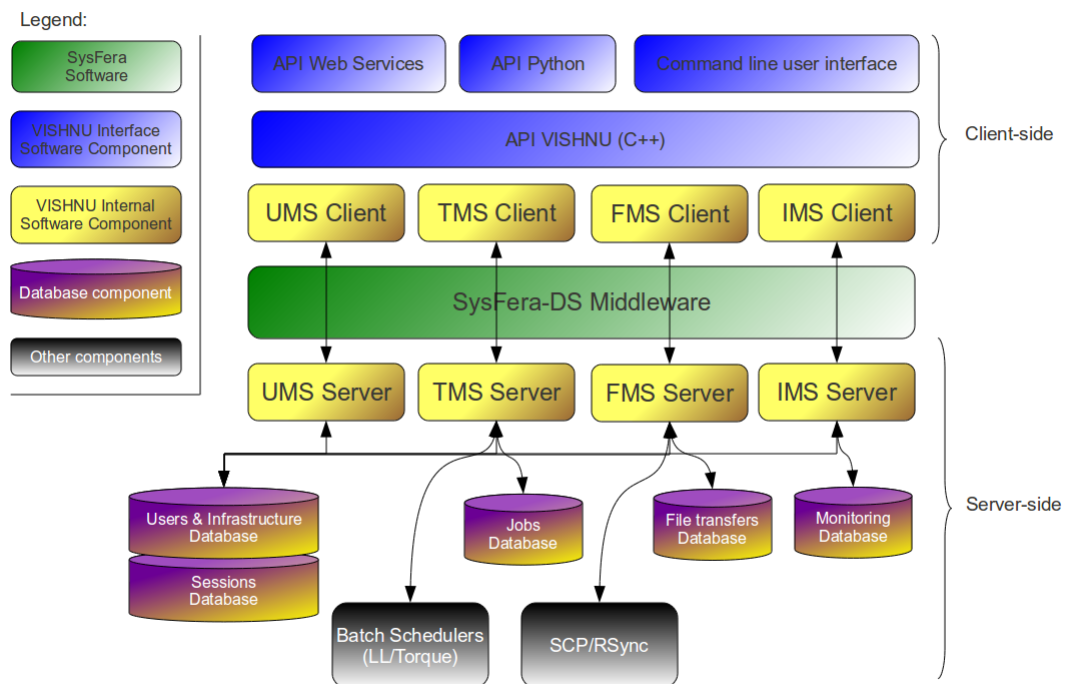 Legend:
SysFera
Software
VISHNU Interface
Software Component
VISHNU Internal
Software Component
Database component
Other components
API Web Services
API Python
Command line user interface
API VISHNU (C++)
UMS Client
TMS Client
FMS Client
IMS Client
Client-side
SysFera-DS Middleware
UMS Server
TMS Server
FMS Server
IMS Server
Users & Infrastructure
Database
Sessions
Database
Jobs
Database
File transfers
Database
Monitoring
Database
Server-side
Batch Schedulers
(LL/Torque)
SCP/RSync